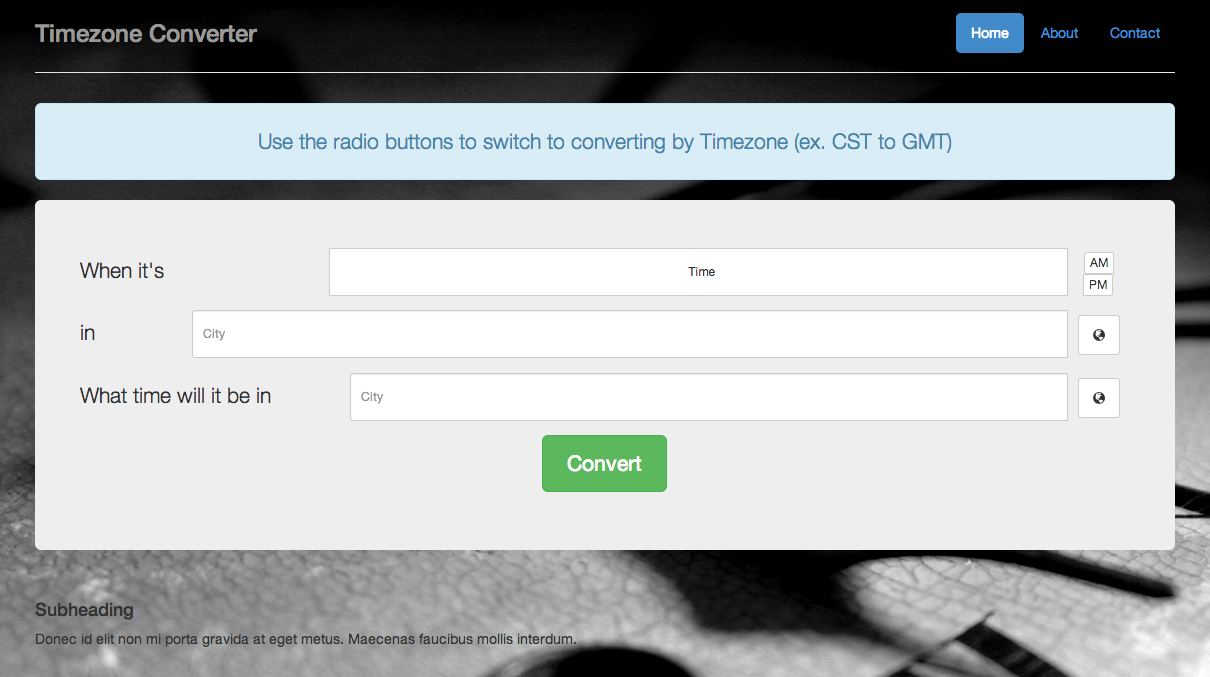 Timezone Converter
Home About Contact
Use the radio buttons to switch to converting by Timezone (ex. CST to GMT)
When it's Time AM
PM
in City
What time will it be in City
Convert
Subheading
Donec id elit non mi porta gravida at eget metus. Maecenas faucibus mollis interdum.